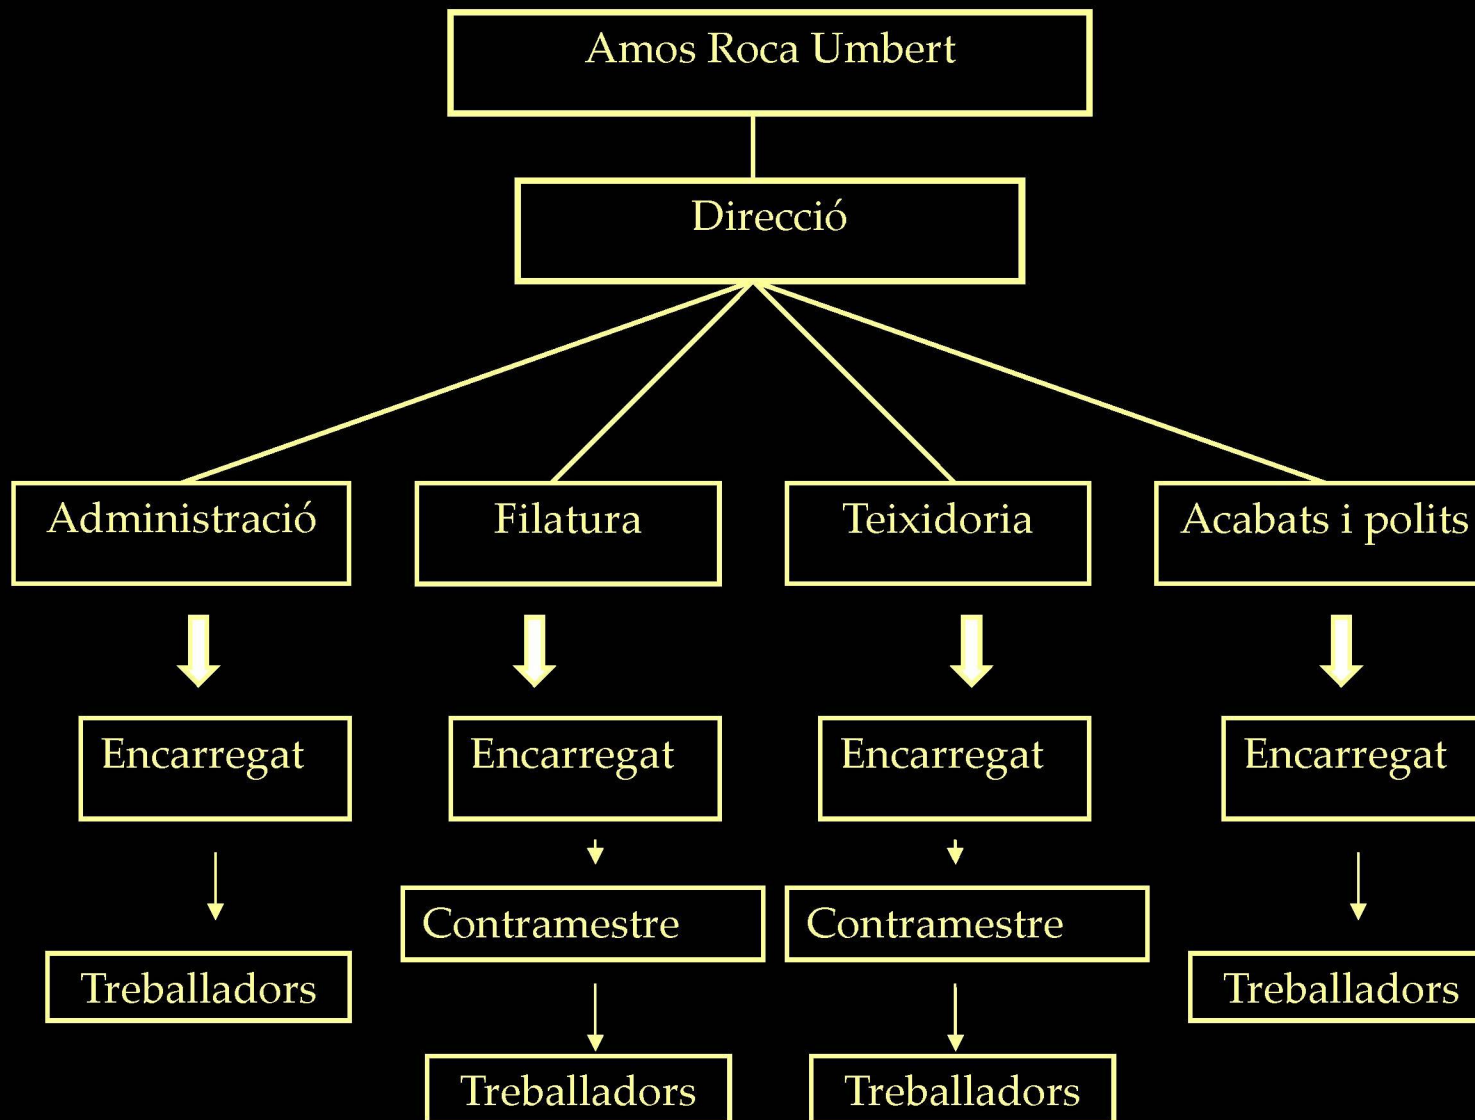 Amos Roca Umbert
Direcció
Administració
Filatura
Teixidoria
Acabats i polits
Encarregat
Encarregat
Encarregat
Encarregat
Contramestre
Contramestre
Treballadors
Treballadors
Treballadors
Treballadors